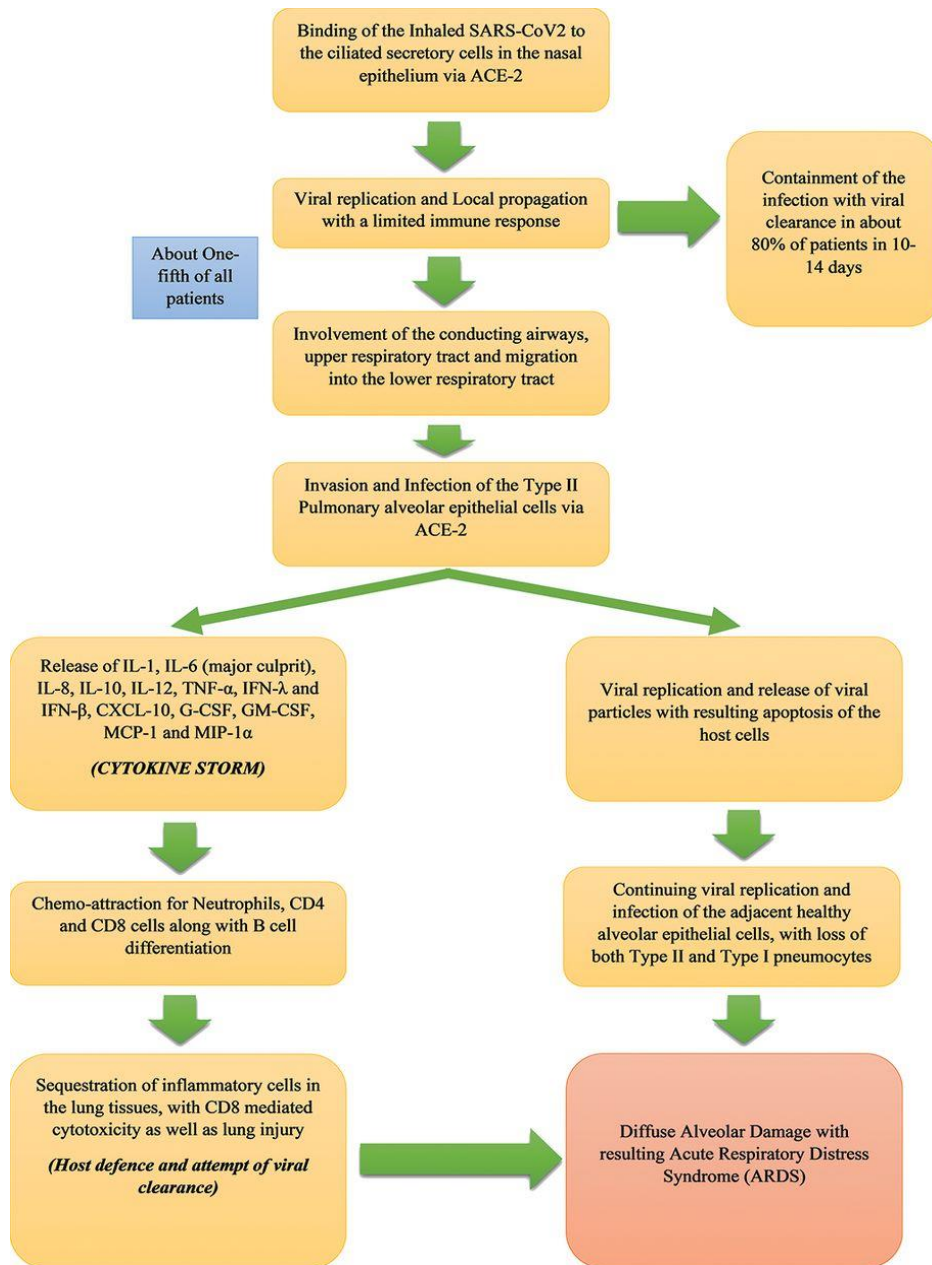 Binding of the Inhaled SARS-CoV2 to
the ciliated secretory cells in the nasal
epithelium via ACE-2
Viral replication and Local propagation
with a limited immune response
Containment of the
infection with viral
clearance in about
80% of patients in 10-
14 days
About One-
fifth of all
patients
Involvement of the conducting airways,
upper respiratory tract and migration
into the lower respiratory tract
Invasion and Infection of the Type II
Pulmonary alveolar epithelial cells via
ACE-2
Release of IL-1, IL-6 (major culprit),
IL-8, IL-10, IL-12, TNF-α, IFN-λ and
IFN-β, CXCL-10, G-CSF, GM-CSF,
MCP-1 and MIP-1α
(CYTOKINE STORM)
Viral replication and release of viral
particles with resulting apoptosis of the
host cells
Chemo-attraction for Neutrophils, CD4
and CD8 cells along with B cell
differentiation
Continuing viral replication and
infection of the adjacent healthy
alveolar epithelial cells, with loss of
both Type II and Type I pneumocytes
Sequestration of inflammatory cells in
the lung tissues, with CD8 mediated
cytotoxicity as well as lung injury
(Host defence and attempt of viral
clearance)
Diffuse Alveolar Damage with
resulting Acute Respiratory Distress
Syndrome (ARDS)